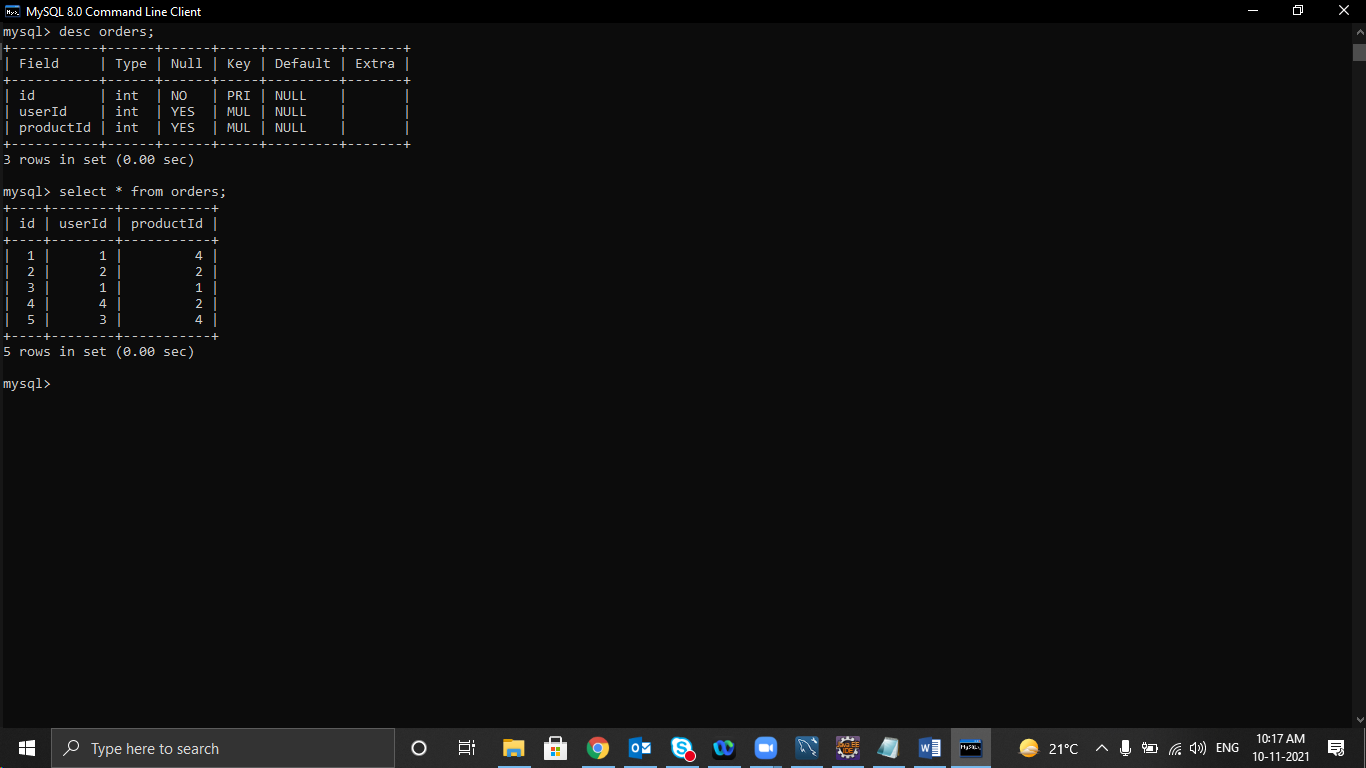 MySQL 8.0 Command Line Client
mysql> desc orders;
+-----------+------+------+-----+---------+-------+
| Field     | Type | Null | Key | Default | Extra |
+-----------+------+------+-----+---------+-------+
| id        | int  | NO   | PRI | NULL    |       |
| userId    | int  | YES  | MUL | NULL    |       |
| productId | int  | YES  | MUL | NULL    |       |
+-----------+------+------+-----+---------+-------+
3 rows in set (0.00 sec)
mysql> select * from orders;
+----+--------+-----------+
| id | userId | productId |
+----+--------+-----------+
|  1 |      1 |         4 |
|  2 |      2 |         2 |
|  3 |      1 |         1 |
|  4 |      4 |         2 |
|  5 |      3 |         4 |
+----+--------+-----------+
5 rows in set (0.00 sec)
mysql>
Type here to search
21°C
ENG
10:17 AM
10-11-2021